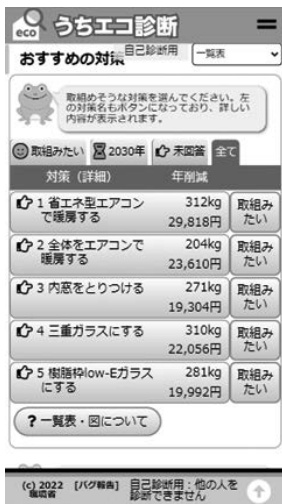 eco うちエコ診断
おすすめの対策 自己診断用 一覧表
取組めそうな対策を選んでください。左
の対策名もボタンになっており、詳しい
内容が表示されます。
取組みたい 2030年 未回答 全て
対策（詳細） 年削減
1 省エネ型エアコン 312kg 取組み
で暖房する 29,818円 たい
2 全体をエアコンで 204kg 取組み
暖房する 23,610円 たい
3 内窓をとりつける 271kg 取組み
19,304円 たい
4 三重ガラスにする 310kg 取組み
22,056円 たい
5 樹脂枠low-Eガラス 281kg 取組み
にする 19,992円 たい
?一覧表・図について
(c) 2022 [バグ報告] 自己診断用：他の人を
環境省 診断できません